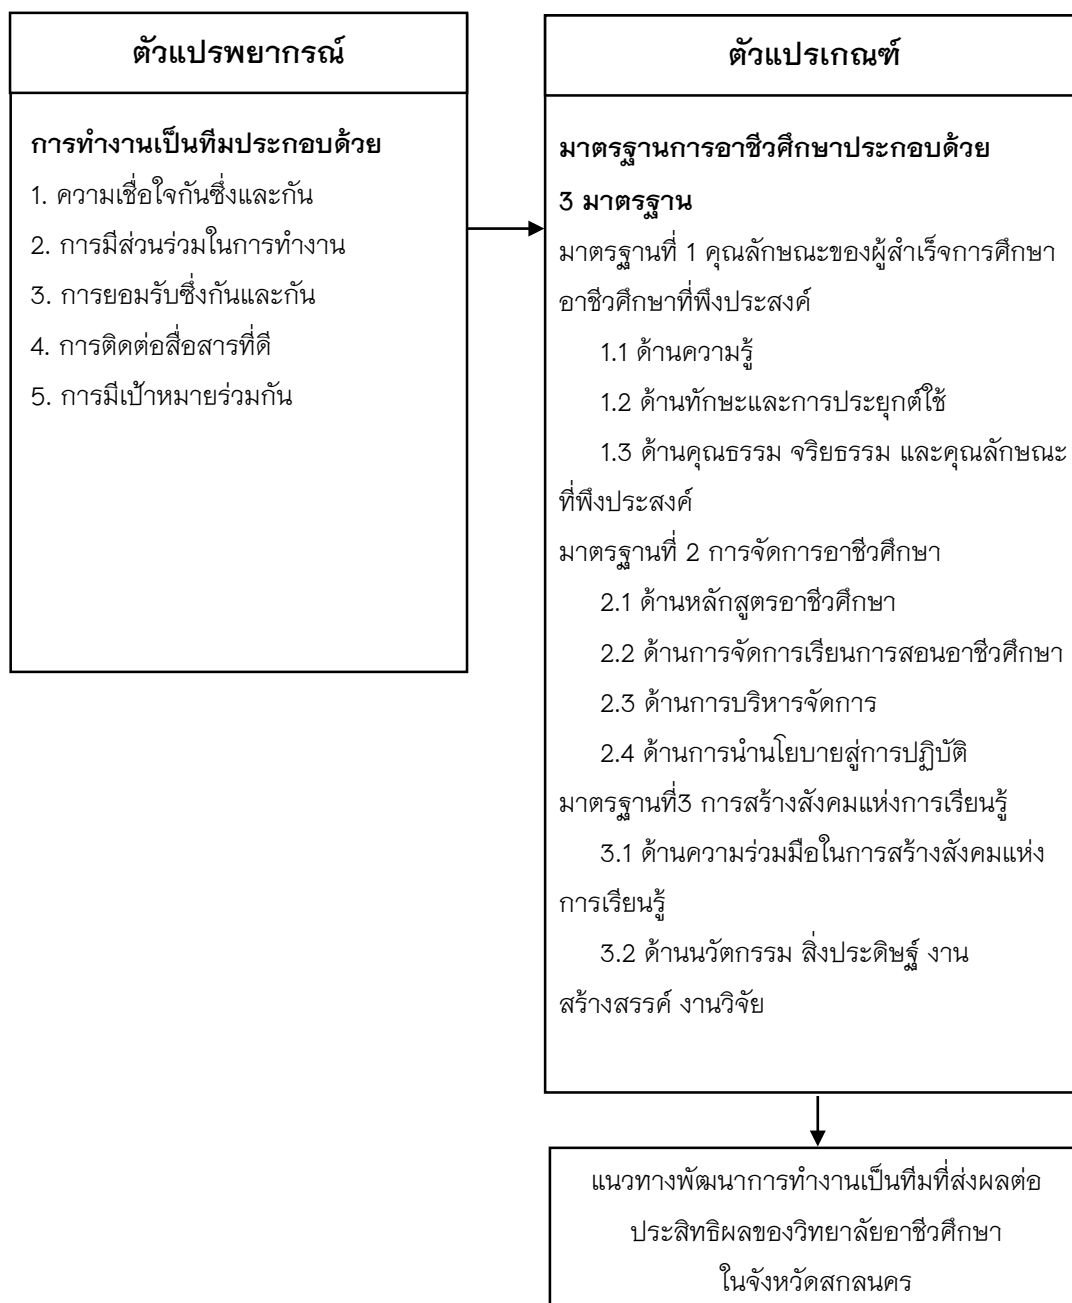 ตัวแปรพยากรณ์
การทำงานเป็นทีมประกอบด้วย
1. ความเชื่อใจกันซึ่งและกัน
2. การมีส่วนร่วมในการทำงาน
3. การยอมรับซึ่งกันและกัน
4. การติดต่อสื่อสารที่ดี
5. การมีเป้าหมายร่วมกัน
ตัวแปรเกณฑ์
มาตรฐานการอาชีวศึกษาประกอบด้วย
3 มาตรฐาน
มาตรฐานที่ 1 คุณลักษณะของผู้สำเร็จการศึกษา
อาชีวศึกษาที่พึงประสงค์
1.1 ด้านความรู้
1.2 ด้านทักษะและการประยุกต์ใช้
1.3 ด้านคุณธรรม จริยธรรม และคุณลักษณะ
ที่พึงประสงค์
มาตรฐานที่ 2 การจัดการอาชีวศึกษา
2.1 ด้านหลักสูตรอาชีวศึกษา
2.2 ด้านการจัดการเรียนการสอนอาชีวศึกษา
2.3 ด้านการบริหารจัดการ
2.4 ด้านการนำนโยบายสู่การปฏิบัติ
มาตรฐานที่3 การสร้างสังคมแห่งการเรียนรู้
3.1 ด้านความร่วมมือในการสร้างสังคมแห่ง
การเรียนรู้
3.2 ด้านนวัตกรรม สิ่งประดิษฐ์ งาน
สร้างสรรค์ งานวิจัย
แนวทางพัฒนาการทำงานเป็นทีมที่ส่งผลต่อ
ประสิทธิผลของวิทยาลัยอาชีวศึกษา
ในจังหวัดสกลนคร